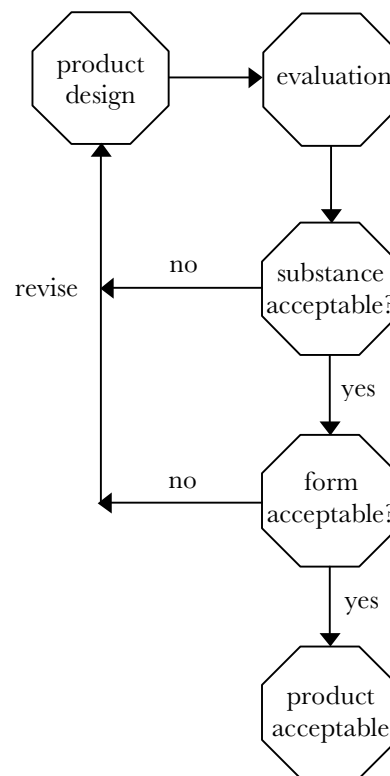 product
design
evaluation
no
substance
acceptable?
revise
yes
no
form
acceptable?
yes
product
acceptable